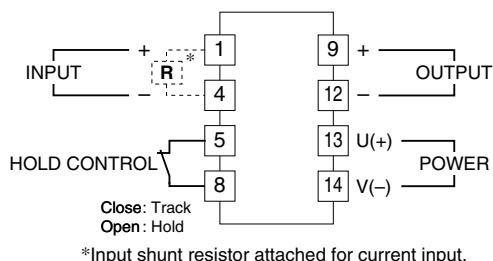 + * 1 9 +
INPUT R OUTPUT
– 4 12 –
5 13 U(+)
HOLD CONTROL POWER
8 14 V(–)
Close: Track
Open: Hold
*Input shunt resistor attached for current input.